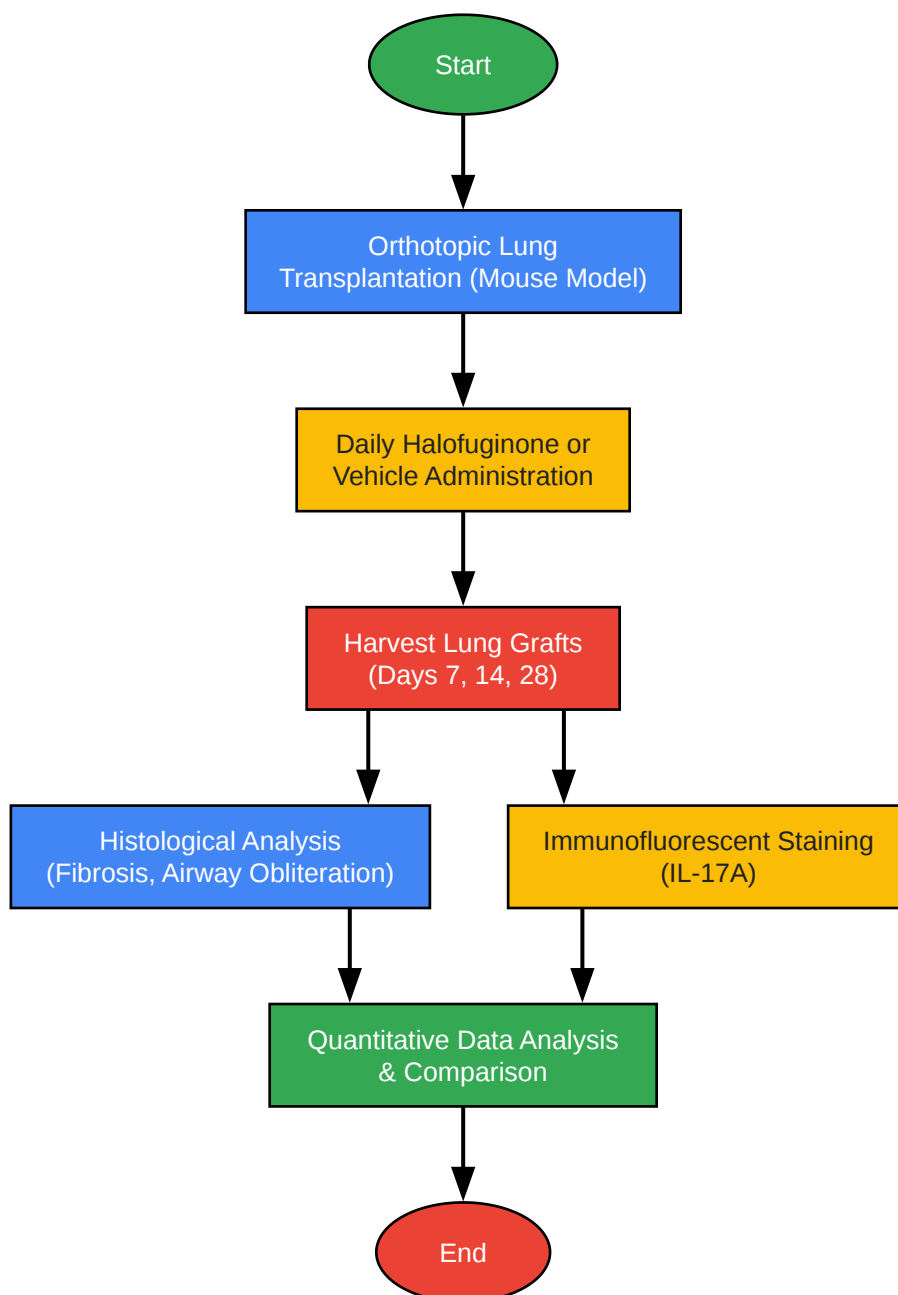 Start
Orthotopic Lung
Transplantation (Mouse Model)
Daily Halofuginone or
Vehicle Administration
Harvest Lung Grafts
(Days 7, 14, 28)
Histological Analysis
(Fibrosis, Airway Obliteration)
Immunofluorescent Staining
(IL-17A)
Quantitative Data Analysis
& Comparison
End